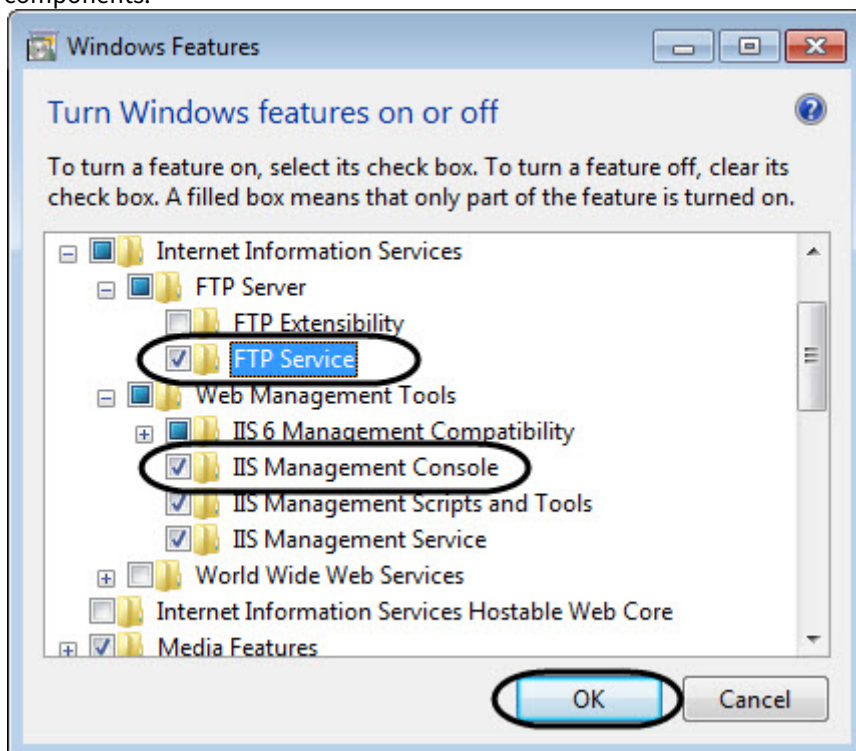 components.
Windows Features
Turn Windows features on or off
To turn a feature on, select its check box. To turn a feature off, clear its
check box. A filled box means that only part of the feature is turned on.
Internet Information Services
FTP Server
FTP Extensibility
FTP Service
Web Management Tools
IIS 6 Management Compatibility
IIS Management Console
IIS Management Scripts and Tools
IIS Management Service
World Wide Web Services
Internet Information Services Hostable Web Core
Media Features
OK Cancel